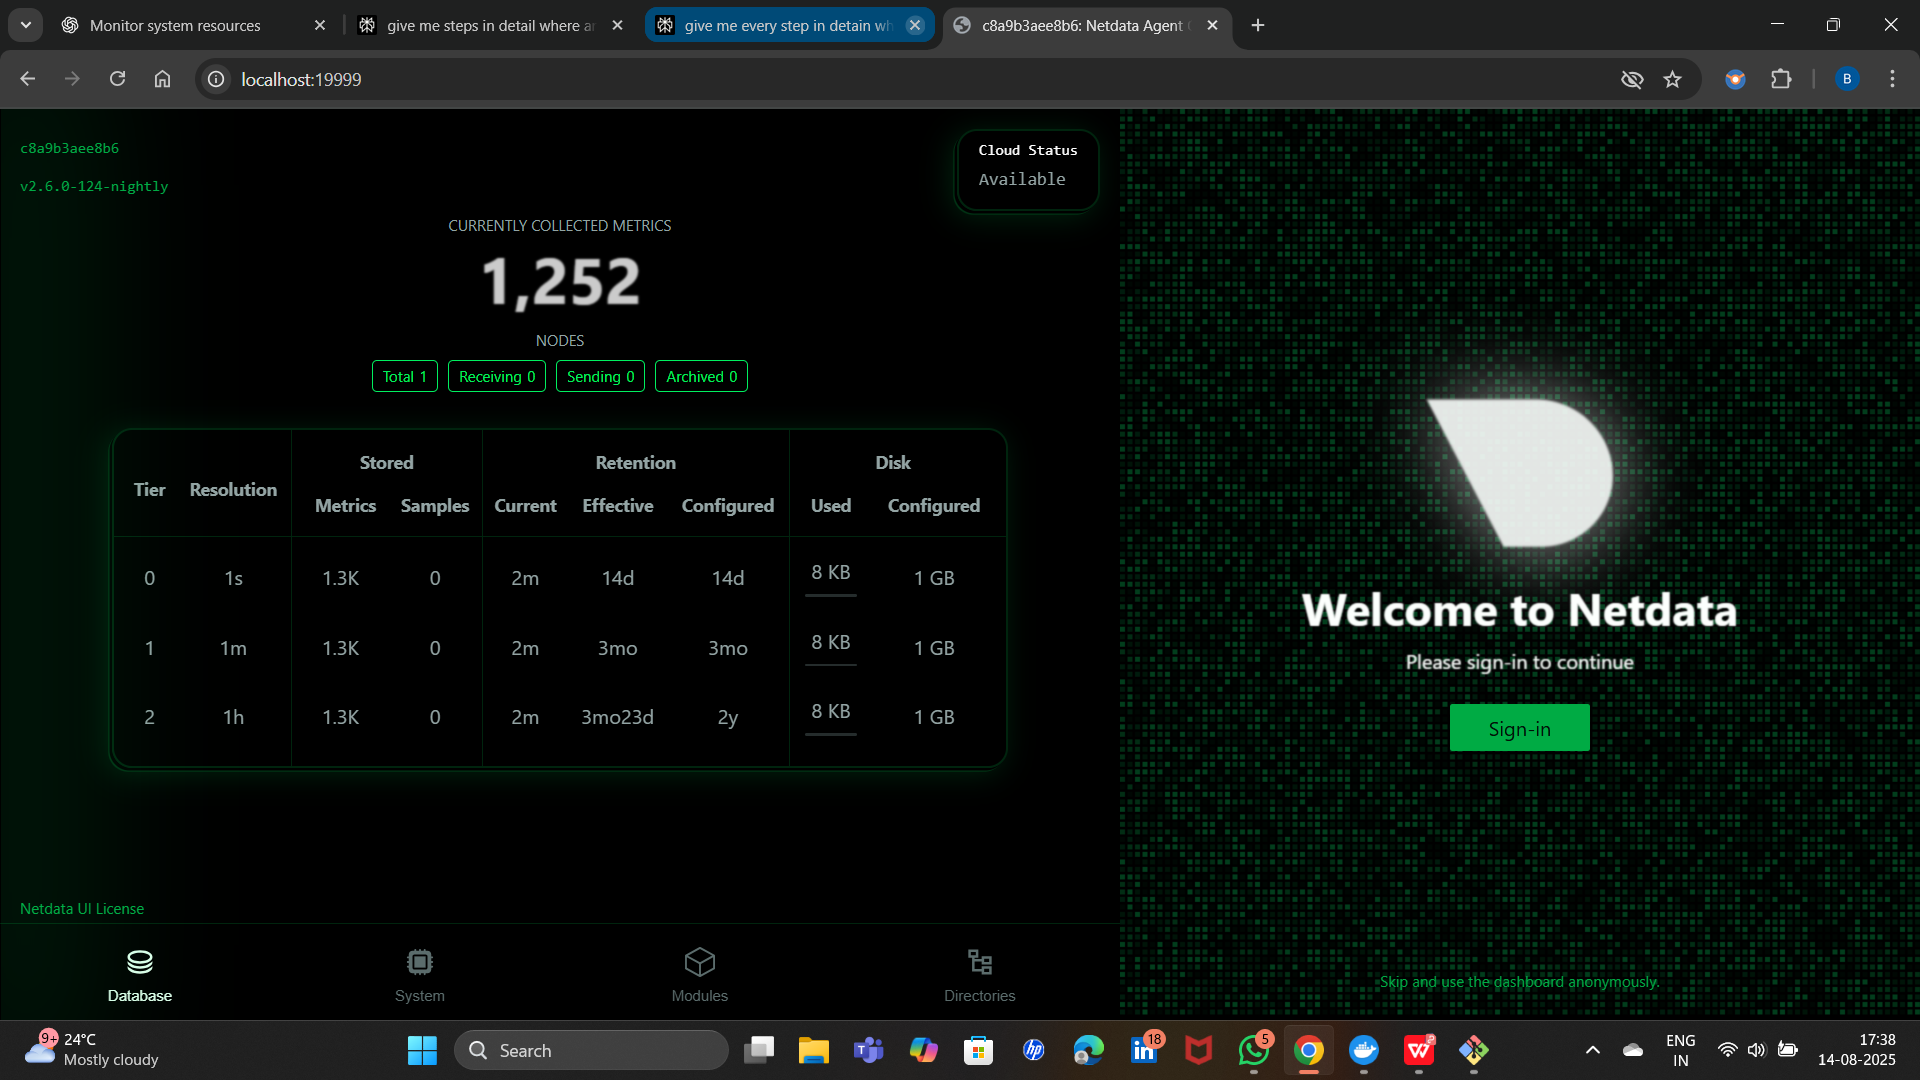 Monitor system resources
give me steps in detail where ar
give me every step in detain wh
c8a9b3aee8b6: Netdata Agent
localhost:19999
B
c8a9b3aee8b6
v2.6.0-124-nightly
Cloud Status
Available
CURRENTLY COLLECTED METRICS
1,252
NODES
Total 1 Receiving 0 Sending 0 Archived 0
Tier Resolution Stored Retention Disk
Metrics Samples Current Effective Configured Used Configured
0 1s 1.3K 0 2m 14d 14d 8 KB 1 GB
1 1m 1.3K 0 2m 3mo 3mo 8 KB 1 GB
2 1h 1.3K 0 2m 3mo23d 2y 8 KB 1 GB
Netdata UI License
Database System Modules Directories
Welcome to Netdata
Please sign-in to continue
Sign-in
Skip and use the dashboard anonymously.
9+
24°C
Mostly cloudy
Search
18
5
ENG
IN
17:38
14-08-2025